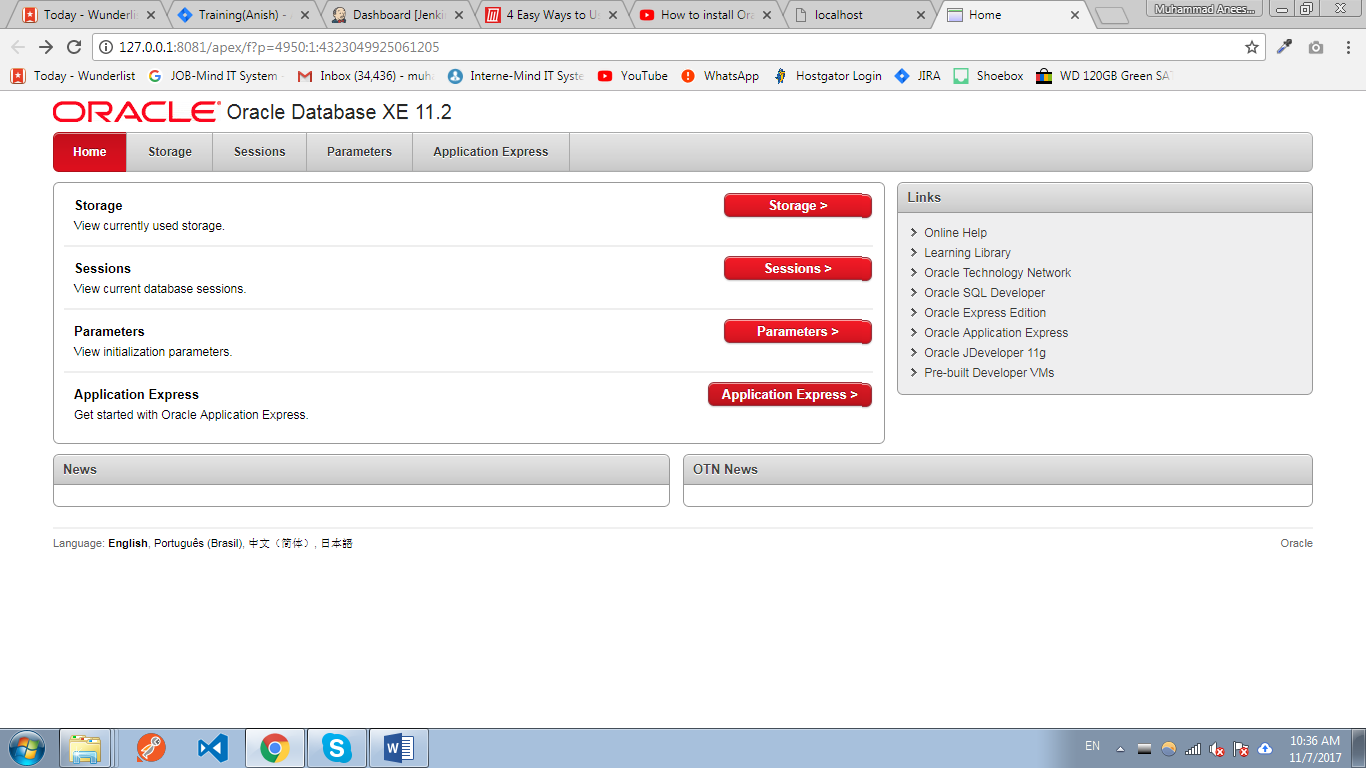 Today - Wunderlist
Training(Anish) -
Dashboard [Jenki
4 Easy Ways to U
How to install Ora
localhost
Home
Muhammad Anees...
127.0.0.1:8081/apex/f?p=4950:1:4323049925061205
Today - Wunderlist
JOB-Mind IT System
Inbox (34,436) - muh
Interne-Mind IT Syste
YouTube
WhatsApp
Hostgator Login
JIRA
Shoebox
WD 120GB Green SA
ORACLE® Oracle Database XE 11.2
Home
Storage
Sessions
Parameters
Application Express
Storage
View currently used storage.
Storage >
Sessions
View current database sessions.
Sessions >
Parameters
View initialization parameters.
Parameters >
Application Express
Get started with Oracle Application Express.
Application Express >
Links
Online Help
Learning Library
Oracle Technology Network
Oracle SQL Developer
Oracle Express Edition
Oracle Application Express
Oracle JDeveloper 11g
Pre-built Developer VMs
News
OTN News
Language: English, Português (Brasil), 中文（简体）, 日本語
Oracle
EN
10:36 AM
11/7/2017